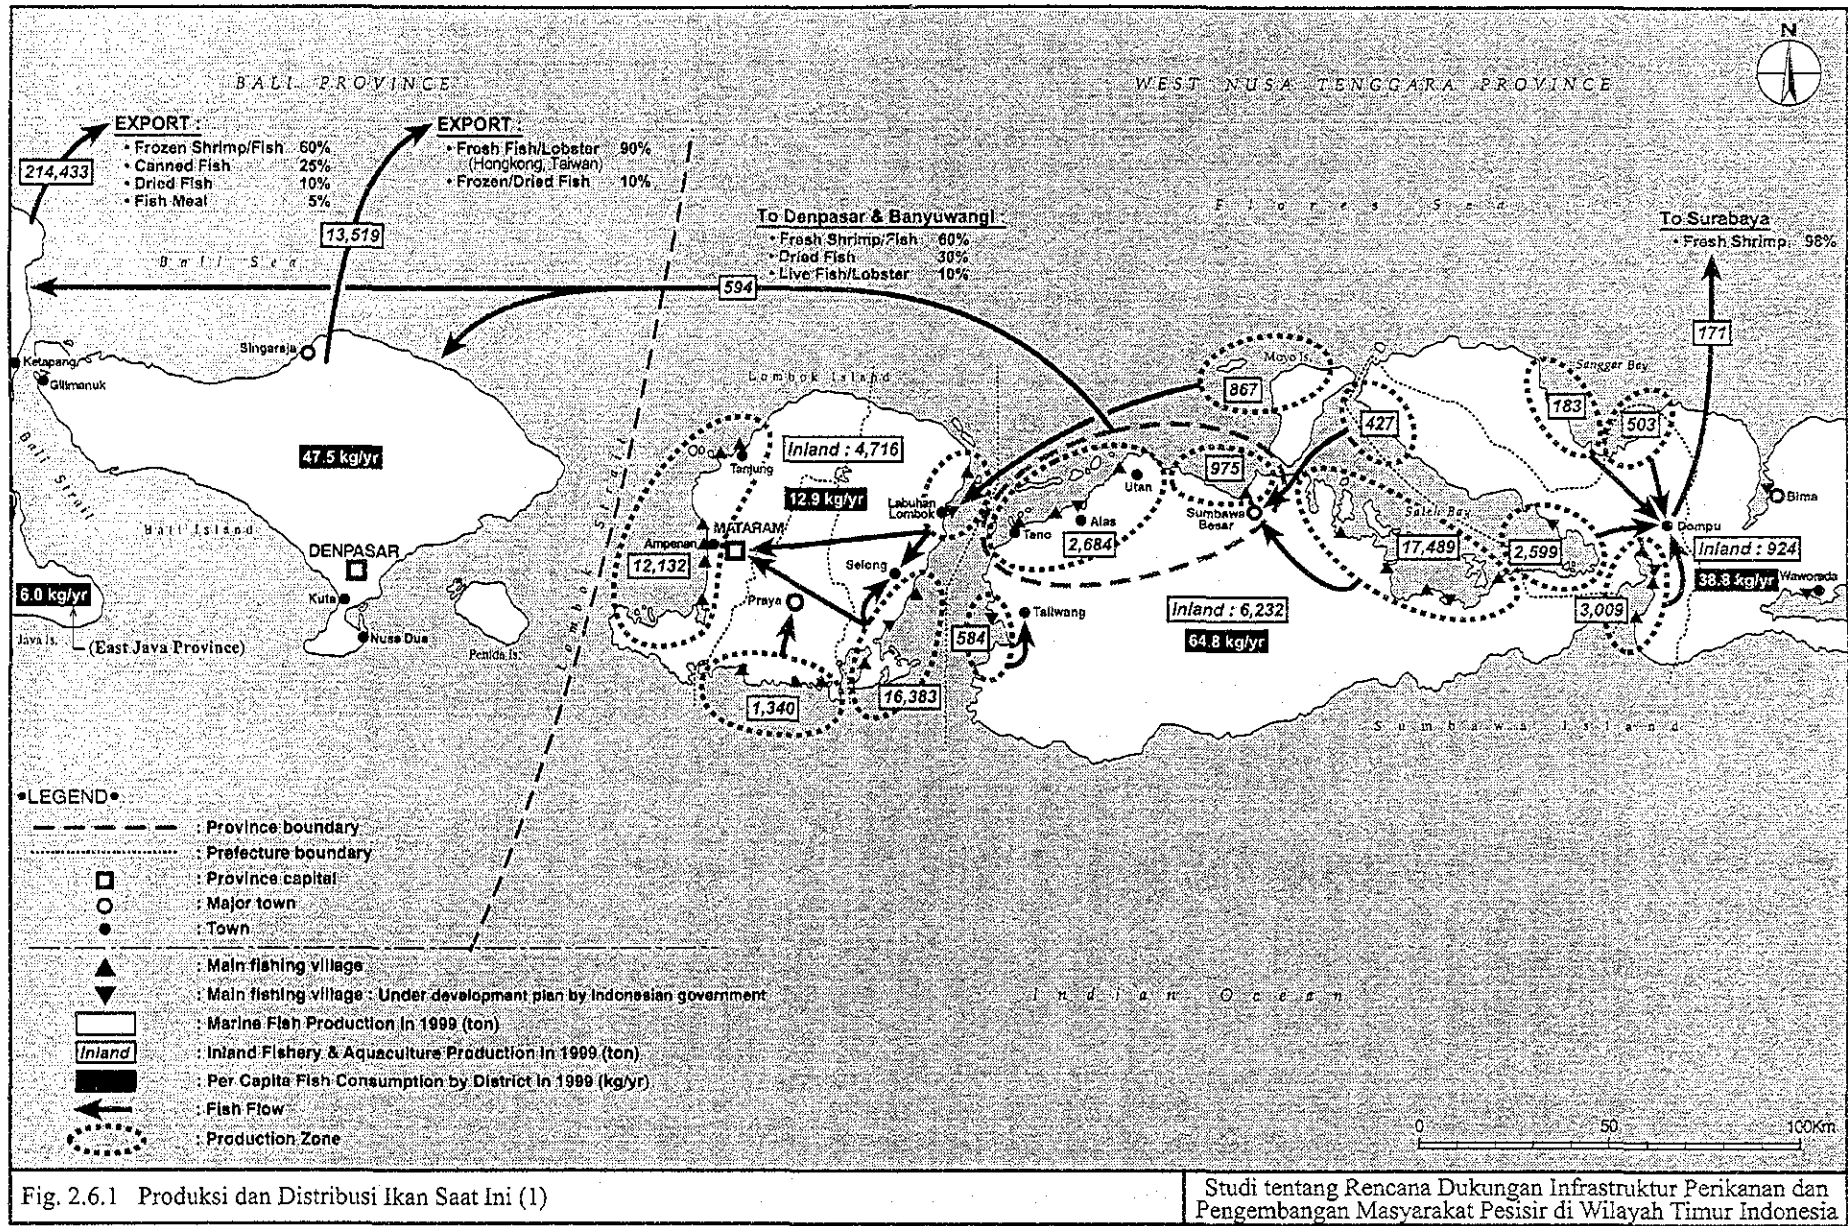 N
BALI PROVINCE
WEST NUSA TENGGARA PROVINCE
EXPORT :
• Frozen Shrimp/Fish 60%
• Canned Fish 25%
• Dried Fish 10%
• Fish Meal 5%
214,433
EXPORT :
• Fresh Fish/Lobster 90%
(Hongkong, Taiwan)
• Frozen/Dried Fish 10%
13,519
To Denpasar & Banyuwangi :
• Fresh Shrimp/Fish 60%
• Dried Fish 30%
• Live Fish/Lobster 10%
594
Flores Sea
To Surabaya
• Fresh Shrimp 98%
171
Bali Sea
Singaraja
Ketapang
Gilimanuk
Bali Strait
47.5 kg/yr
Bali Island
DENPASAR
Kuta
Nusa Dua
Penida Is.
6.0 kg/yr
Java Is.
(East Java Province)
Lombok Strait
Lombok Island
Tanjung
Inland : 4,716
12.9 kg/yr
Labuhan
Lombok
MATARAM
Ampenan
12,132
Selong
Praya
1,340
16,383
Moyo Is.
867
427
975
Utan
Alas
Tano
2,684
Sumbawa
Besar
Taliwang
584
Inland : 6,232
64.8 kg/yr
Saleh Bay
17,489
2,599
Sanggar Bay
183
503
Bima
Dompu
Inland : 924
38.8 kg/yr
Waworada
3,009
Sumbawa Island
Indian Ocean
•LEGEND•
: Province boundary
: Prefecture boundary
: Province capital
: Major town
: Town
: Main fishing village
: Main fishing village : Under development plan by Indonesian government
: Marine Fish Production in 1999 (ton)
Inland : Inland Fishery & Aquaculture Production in 1999 (ton)
: Per Capita Fish Consumption by District in 1999 (kg/yr)
: Fish Flow
: Production Zone
0 50 100Km
Fig. 2.6.1 Produksi dan Distribusi Ikan Saat Ini (1)
Studi tentang Rencana Dukungan Infrastruktur Perikanan dan
Pengembangan Masyarakat Pesisir di Wilayah Timur Indonesia